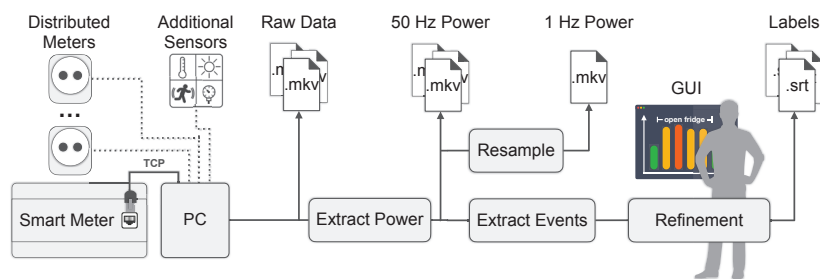 Distributed
Meters
Additional
Sensors
Raw Data
50 Hz Power
1 Hz Power
Labels
.mkv
.mkv
.mkv
.srt
GUI
open fridge
...
TCP
Resample
Smart Meter
PC
Extract Power
Extract Events
Refinement